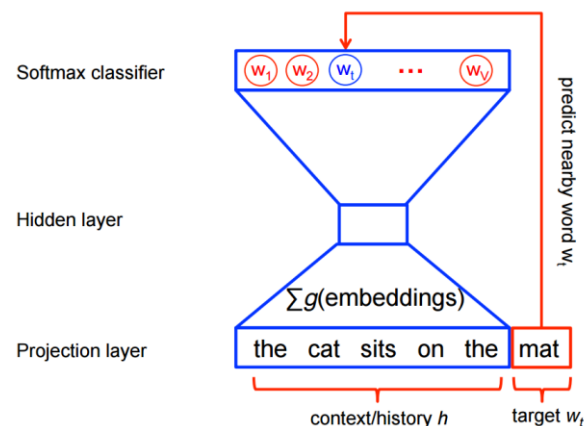 Softmax classifier
w1 w2 wt ... wV
predict nearby word wt
Hidden layer
∑g(embeddings)
Projection layer
the cat sits on the mat
context/history h
target wt